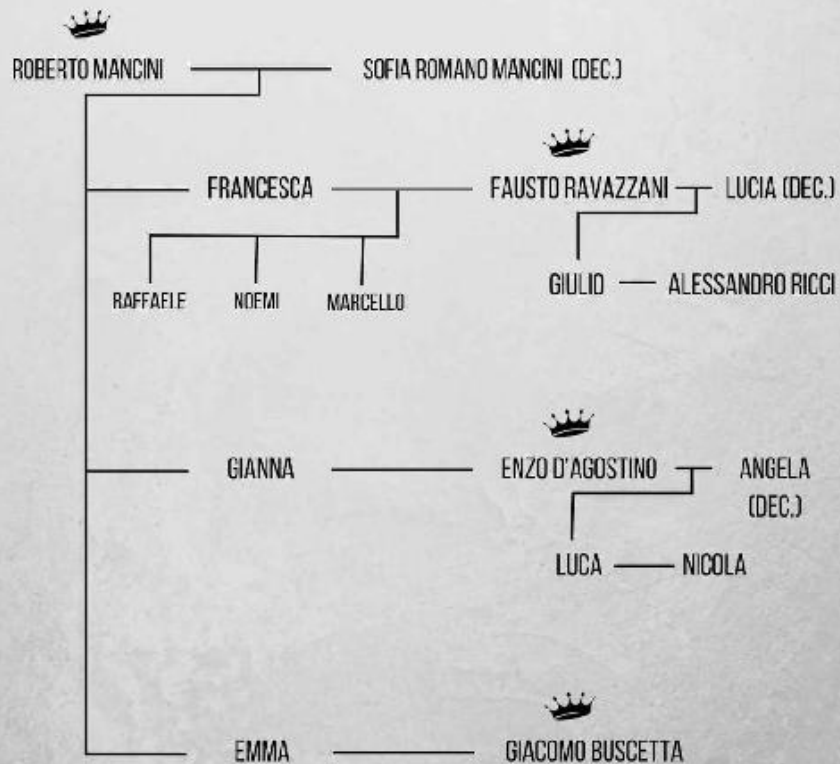 ROBERTO MANCINI SOFIA ROMANO MANCINI (DEC.)
FRANCESCA FAUSTO RAVAZZANI LUCIA (DEC.)
RAFFAELE NOEMI MARCELLO
GIULIO ALESSANDRO RICCI
GIANNA ENZO D'AGOSTINO ANGELA
(DEC.)
LUCA NICOLA
EMMA GIACOMO BUSCETTA